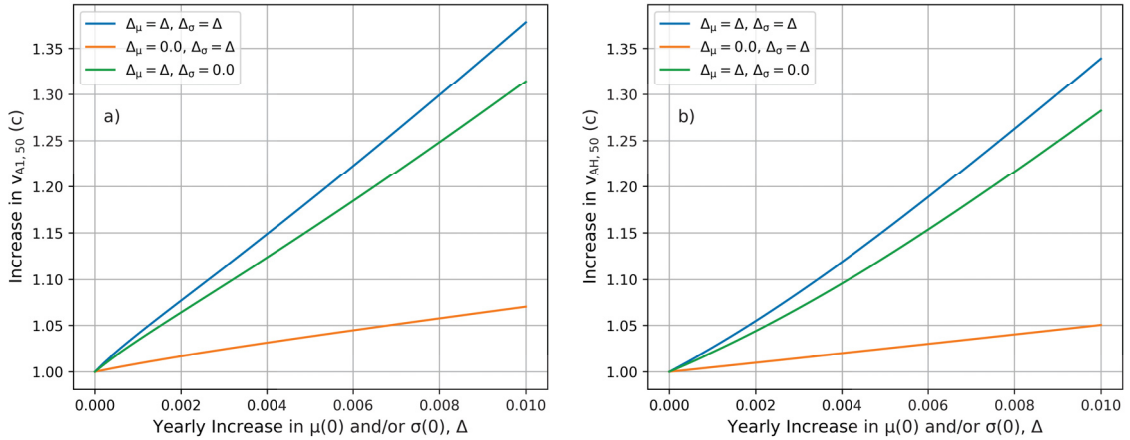 Δμ = Δ, Δσ = Δ
Δμ = 0.0, Δσ = Δ
Δμ = Δ, Δσ = 0.0
a)
Increase in vA1, 50 (c)
1.35
1.30
1.25
1.20
1.15
1.10
1.05
1.00
0.000 0.002 0.004 0.006 0.008 0.010
Yearly Increase in μ(0) and/or σ(0), Δ
Δμ = Δ, Δσ = Δ
Δμ = 0.0, Δσ = Δ
Δμ = Δ, Δσ = 0.0
b)
Increase in vAH, 50 (c)
1.35
1.30
1.25
1.20
1.15
1.10
1.05
1.00
0.000 0.002 0.004 0.006 0.008 0.010
Yearly Increase in μ(0) and/or σ(0), Δ